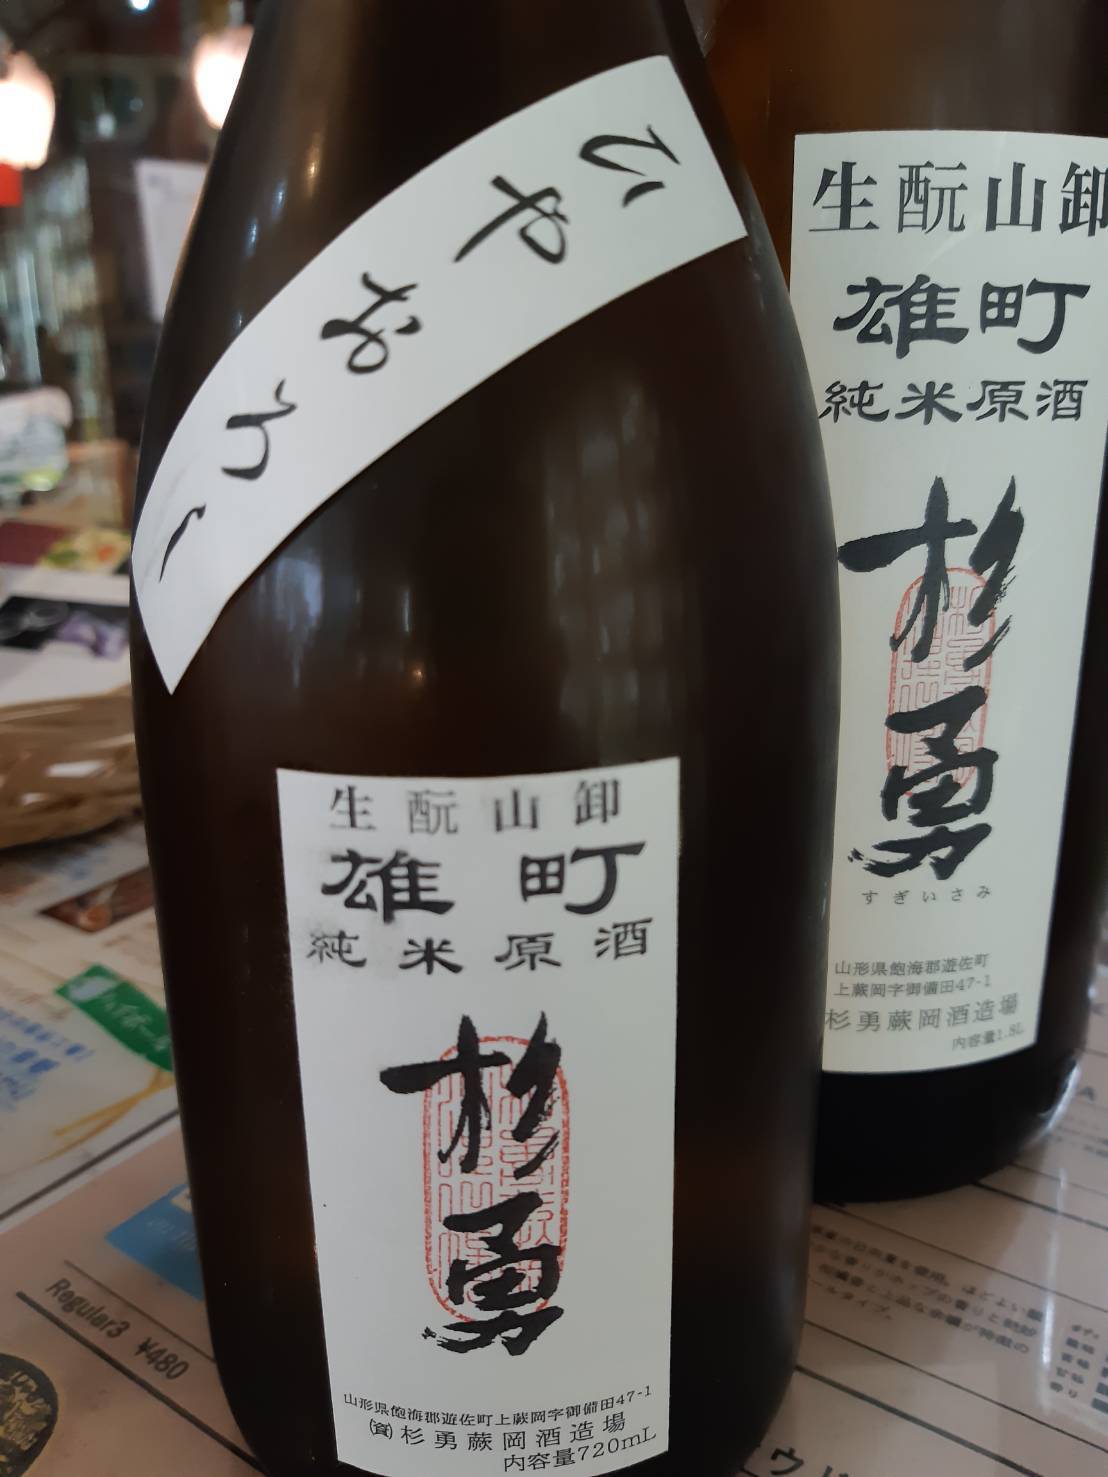 ひやおろし
生酛山卸
雄町
純米原酒
杉勇
山形県飽海郡遊佐町上蕨岡字御備田47-1
(資)杉勇蕨岡酒造場
内容量720mL
生酛山卸
雄町
純米原酒
杉勇
すぎいさみ
山形県飽海郡遊佐町
上蕨岡字御備田47-1
杉勇蕨岡酒造場
内容量1.8L
ハイボール
Regular3 ¥480